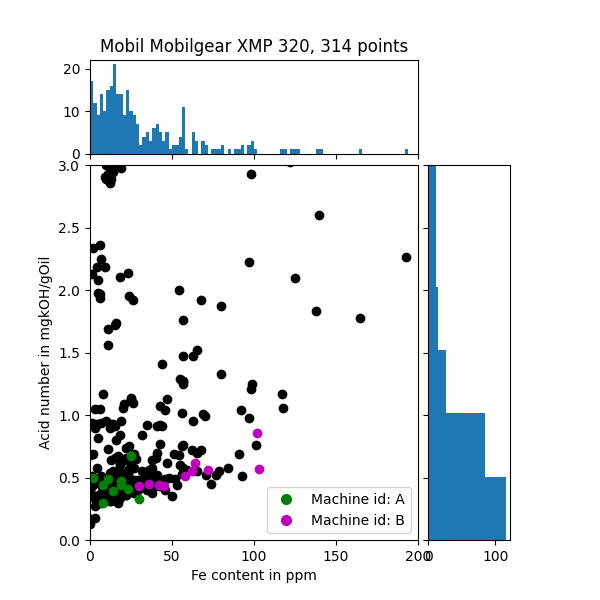 Mobil Mobilgear XMP 320, 314 points
20
10
0
3.0
2.5
2.0
1.5
1.0
0.5
0.0
Acid number in mgkOH/gOil
Machine id: A
Machine id: B
0 50 100 150 200 0 100
Fe content in ppm